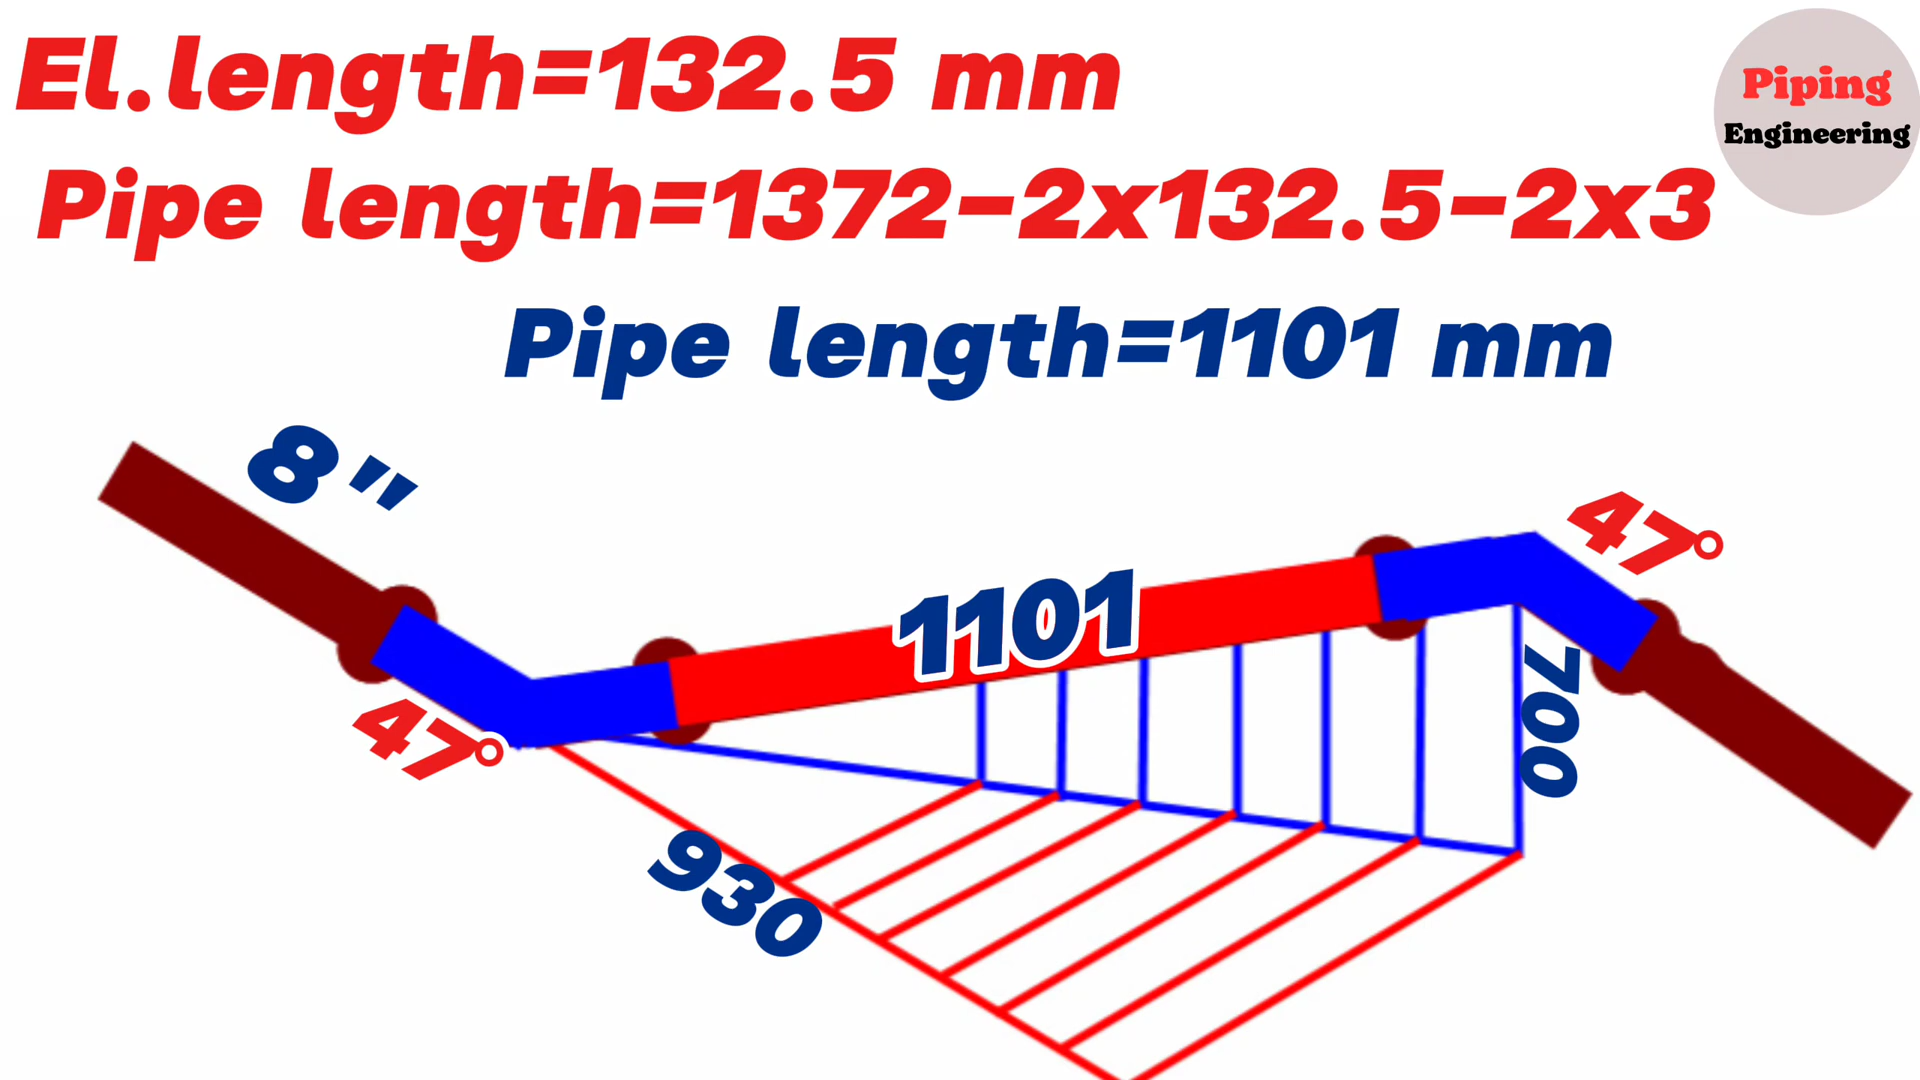 El.length=132.5 mm
Piping
Engineering
Pipe length=1372-2x132.5-2x3
Pipe length=1101 mm
8"
47°
1101
700
47°
930